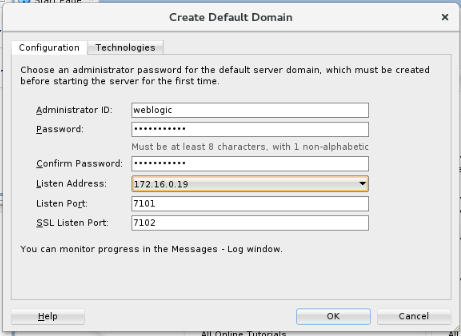 Start Page
Create Default Domain
Configuration
Technologies
Choose an administrator password for the default server domain, which must be created
before starting the server for the first time.
Administrator ID: weblogic
Password: •••••••••••
Must be at least 8 characters, with 1 non-alphabetic
Confirm Password: •••••••••••
Listen Address: 172.16.0.19
Listen Port: 7101
SSL Listen Port: 7102
You can monitor progress in the Messages - Log window.
Help
OK
Cancel
All Online Tutorials